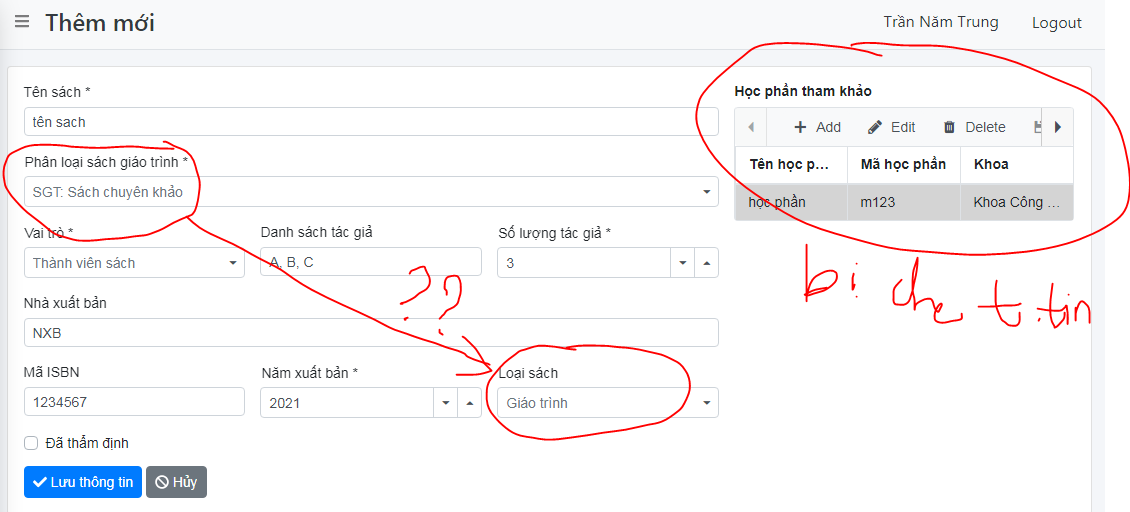 Thêm mới
Trần Năm Trung Logout
Tên sách *
tên sach
Phân loại sách giáo trình *
SGT: Sách chuyên khảo
Vai trò * Danh sách tác giả Số lượng tác giả *
Thành viên sách A, B, C 3
Nhà xuất bản
NXB
Mã ISBN Năm xuất bản * Loại sách
1234567 2021 Giáo trình
Đã thẩm định
Lưu thông tin Hủy
Học phần tham khảo
Add Edit Delete
Tên học p... Mã học phần Khoa
học phần m123 Khoa Công ...
bị che t.tin
??